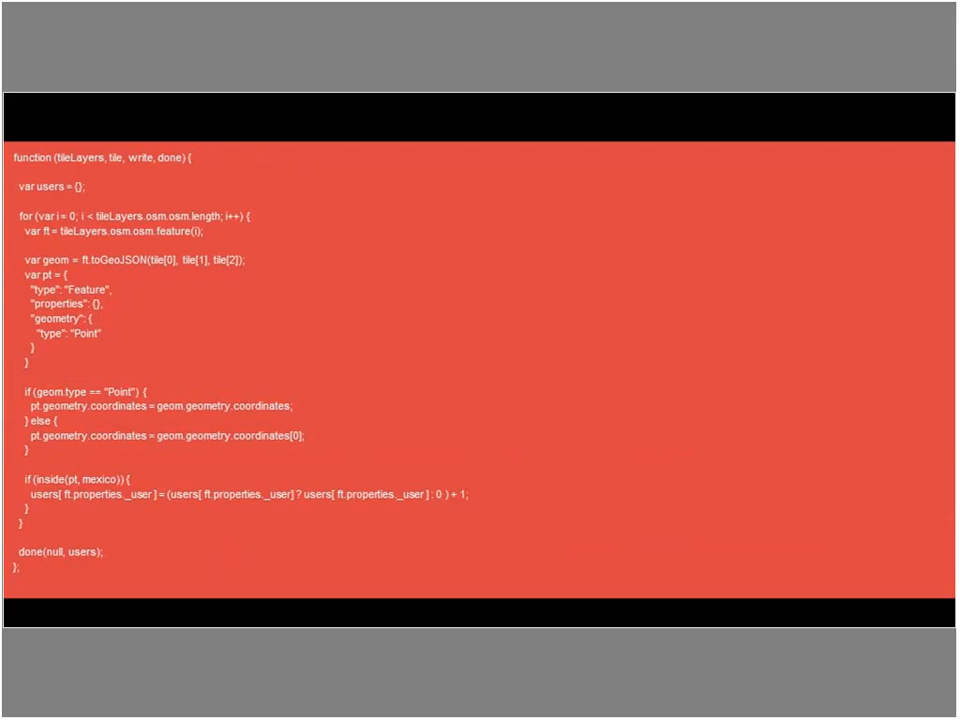 function (tileLayers, tile, write, done) {
var users = {};
for (var i = 0; i < tileLayers.osm.osm.length; i++) {
var ft = tileLayers.osm.osm.feature(i);
var geom = ft.toGeoJSON(tile[0], tile[1], tile[2]);
var pt = {
"type": "Feature",
"properties": {},
"geometry": {
"type": "Point"
}
}
if (geom.type == "Point") {
pt.geometry.coordinates = geom.geometry.coordinates;
} else {
pt.geometry.coordinates = geom.geometry.coordinates[0];
}
if (inside(pt, mexico)) {
users[ ft.properties._user ] = (users[ ft.properties._user] ? users[ ft.properties._user ] : 0 ) + 1;
}
}
done(null, users);
};